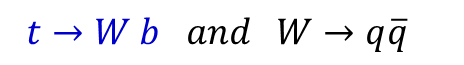 t → W b and W → qq̄